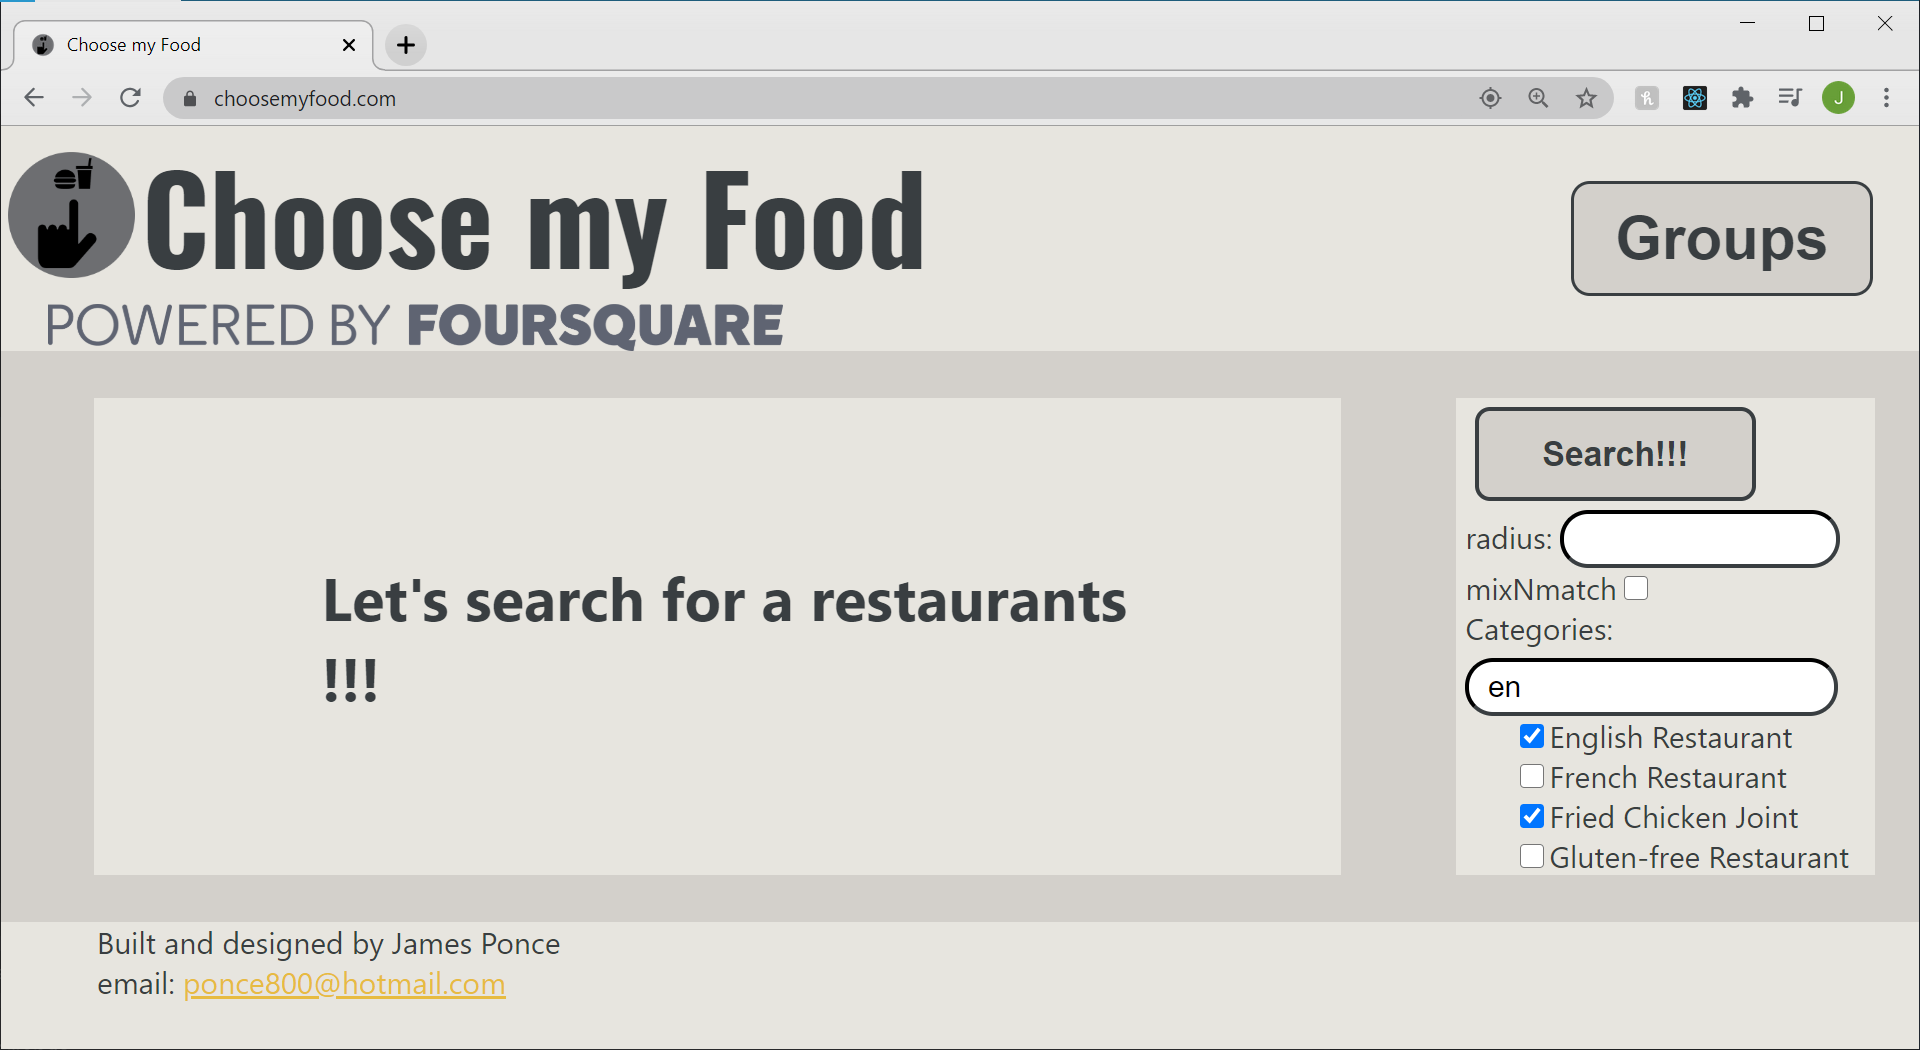 Choose my Food
choosemyfood.com
J
Choose my Food
POWERED BY FOURSQUARE
Groups
Let's search for a restaurants
!!!
Search!!!
radius:
mixNmatch
Categories:
en
English Restaurant
French Restaurant
Fried Chicken Joint
Gluten-free Restaurant
Built and designed by James Ponce
email: ponce800@hotmail.com